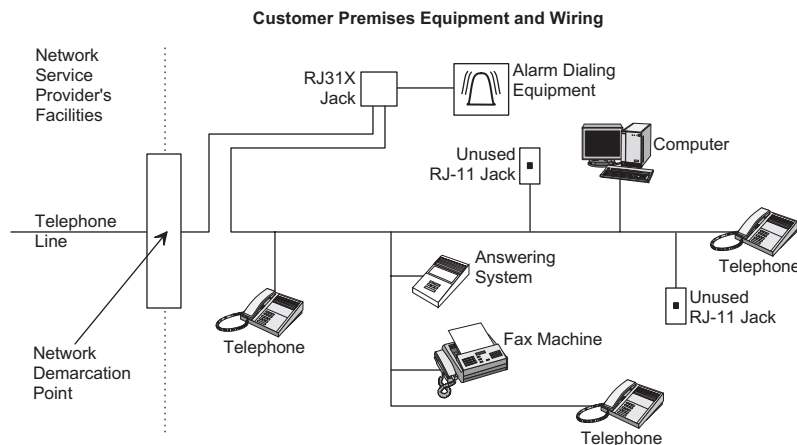 Customer Premises Equipment and Wiring
Network
Service
Provider's
Facilities
RJ31X
Jack
Alarm Dialing
Equipment
Unused
RJ-11 Jack
Computer
Telephone
Line
Answering
System
Telephone
Unused
RJ-11 Jack
Telephone
Fax Machine
Network
Demarcation
Point
Telephone